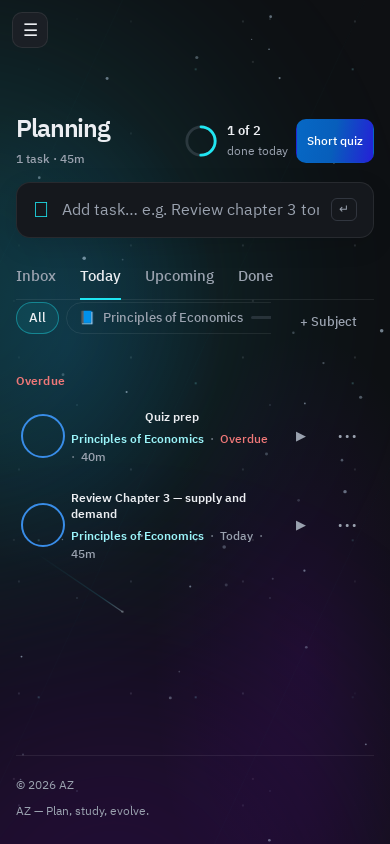 ☰
Planning
1 task · 45m
1 of 2
done today
Short quiz
Add task… e.g. Review chapter 3 tor
↵
Inbox
Today
Upcoming
Done
All
📘 Principles of Economics
+ Subject
Overdue
Quiz prep
Principles of Economics · Overdue
· 40m
▶ ···
Review Chapter 3 — supply and
demand
Principles of Economics · Today ·
45m
▶ ···
© 2026 AZ
AZ — Plan, study, evolve.